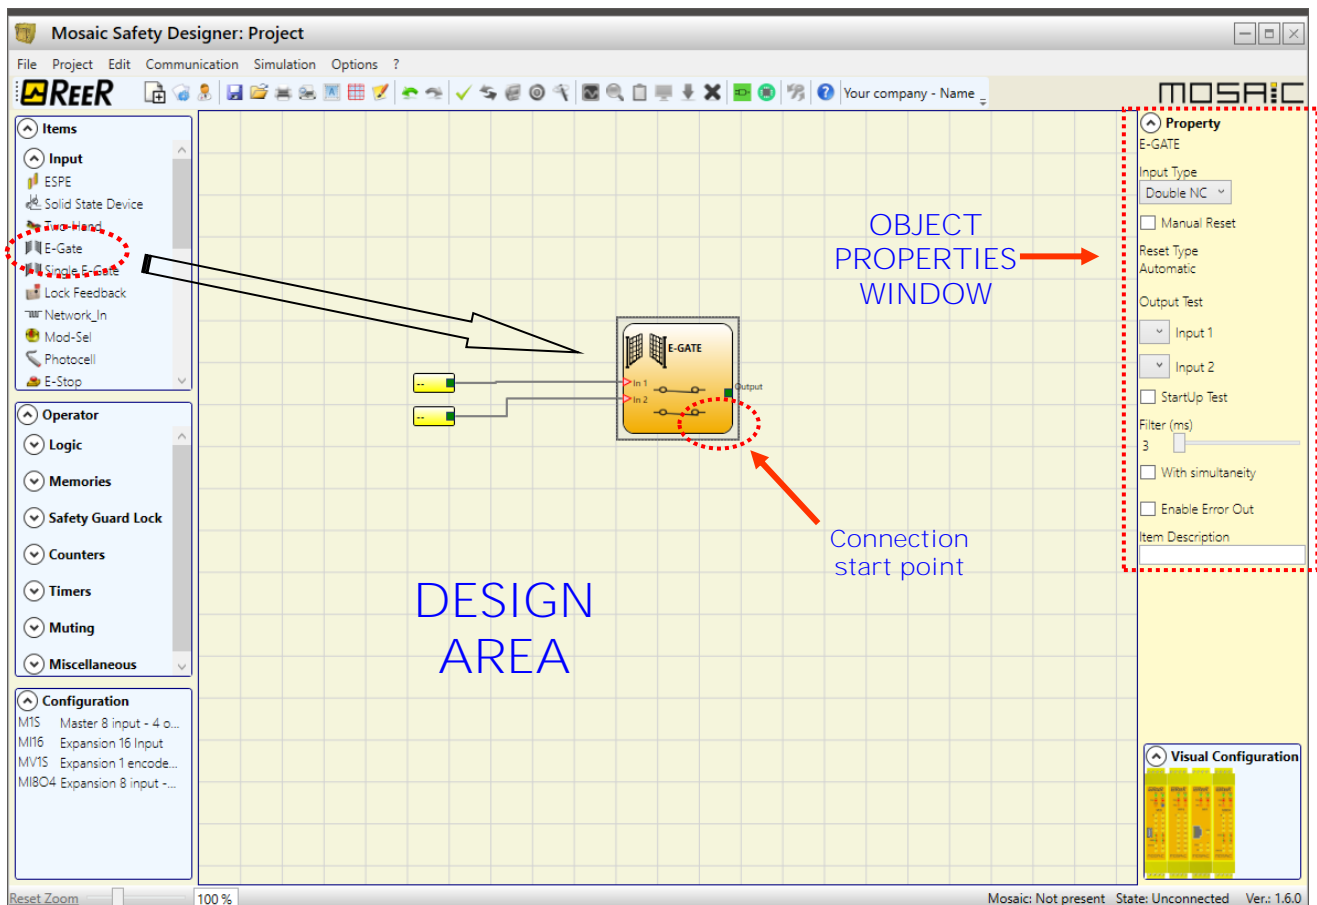 Mosaic Safety Designer: Project
File Project Edit Communication Simulation Options ?
REER
Your company - Name
MOSAIC
Items
Input
ESPE
Solid State Device
Two-Hand
E-Gate
Single E-Gate
Lock Feedback
Network_In
Mod-Sel
Photocell
E-Stop
Operator
Logic
Memories
Safety Guard Lock
Counters
Timers
Muting
Miscellaneous
Configuration
M1S Master 8 input - 4 o...
MI16 Expansion 16 Input
MV1S Expansion 1 encode...
MI8O4 Expansion 8 input -...
E-GATE
--
In 1
Output
--
In 2
OBJECT
PROPERTIES
WINDOW
Connection
start point
DESIGN
AREA
Property
E-GATE
Input Type
Double NC
Manual Reset
Reset Type
Automatic
Output Test
Input 1
Input 2
StartUp Test
Filter (ms)
3
With simultaneity
Enable Error Out
Item Description
Visual Configuration
Reset Zoom
100 %
Mosaic: Not present State: Unconnected Ver.: 1.6.0